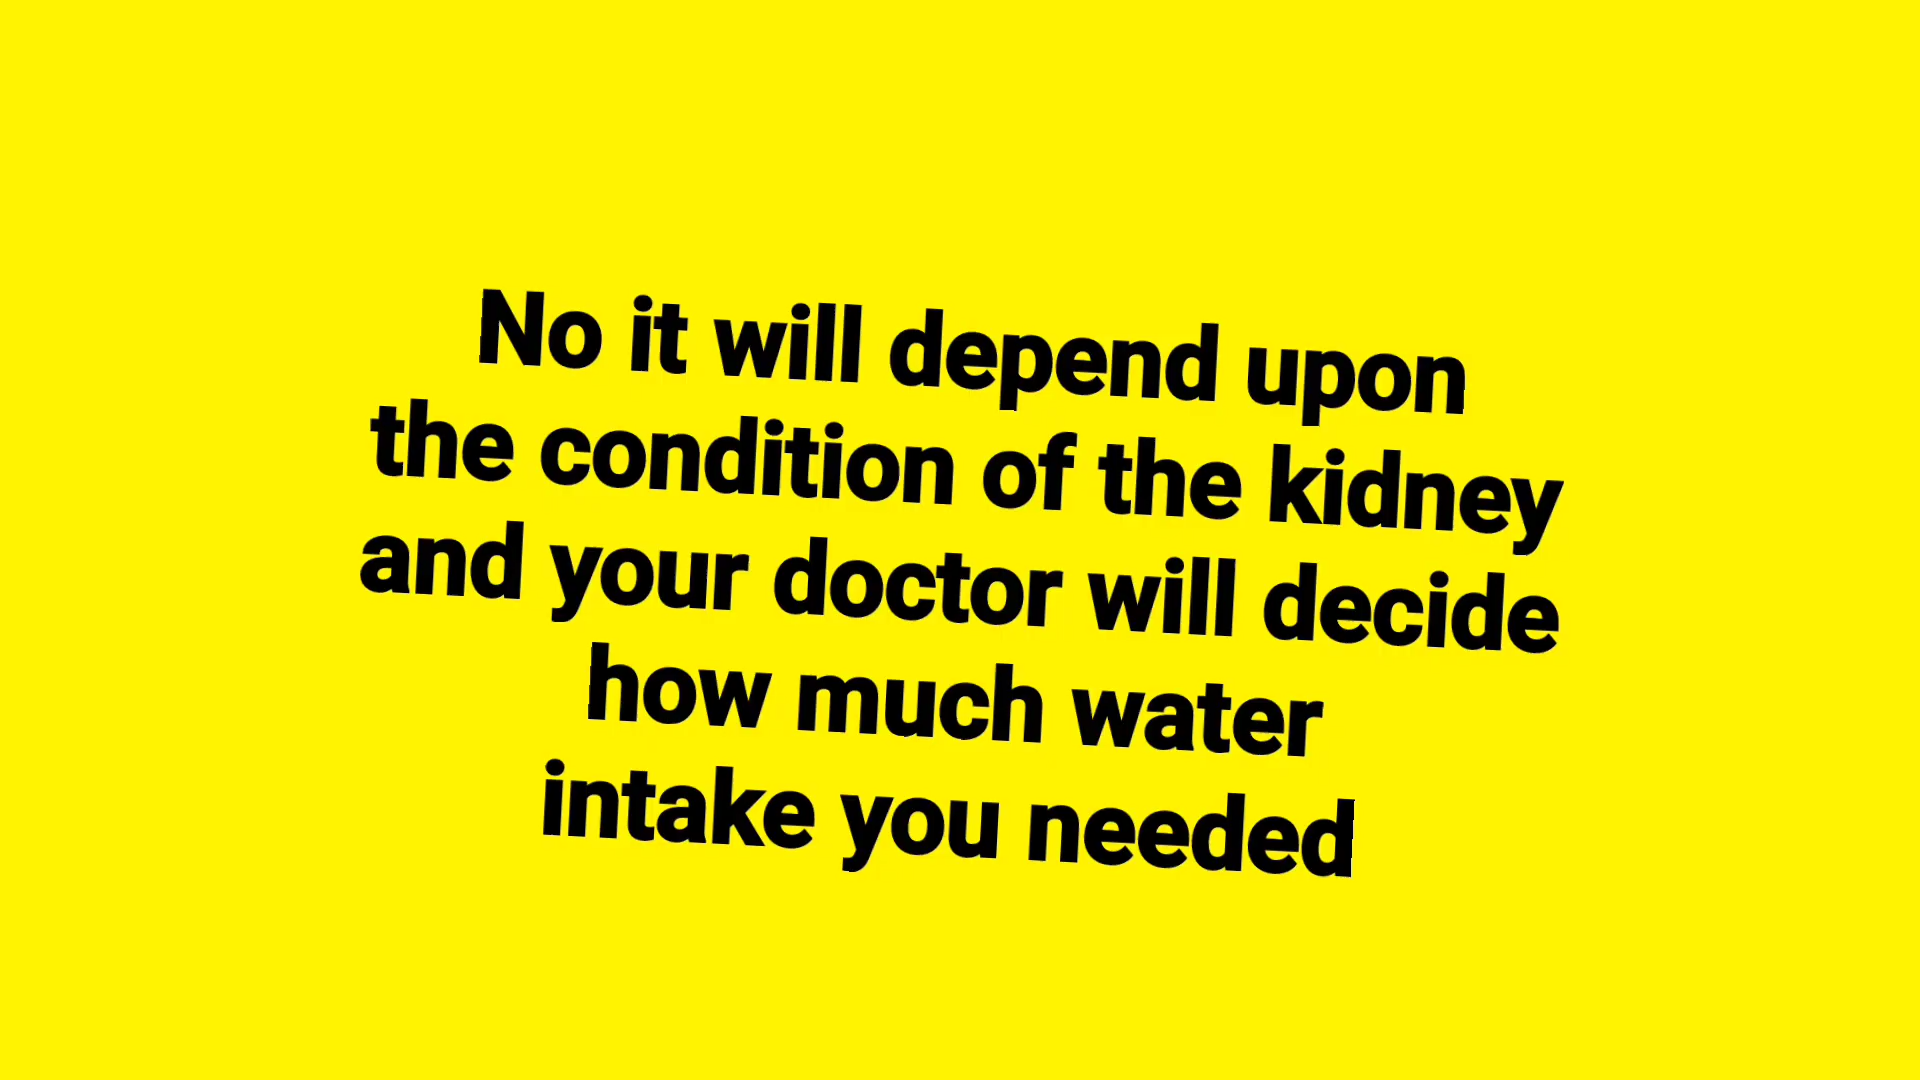 No it will depend upon
the condition of the kidney
and your doctor will decide
how much water
intake you needed